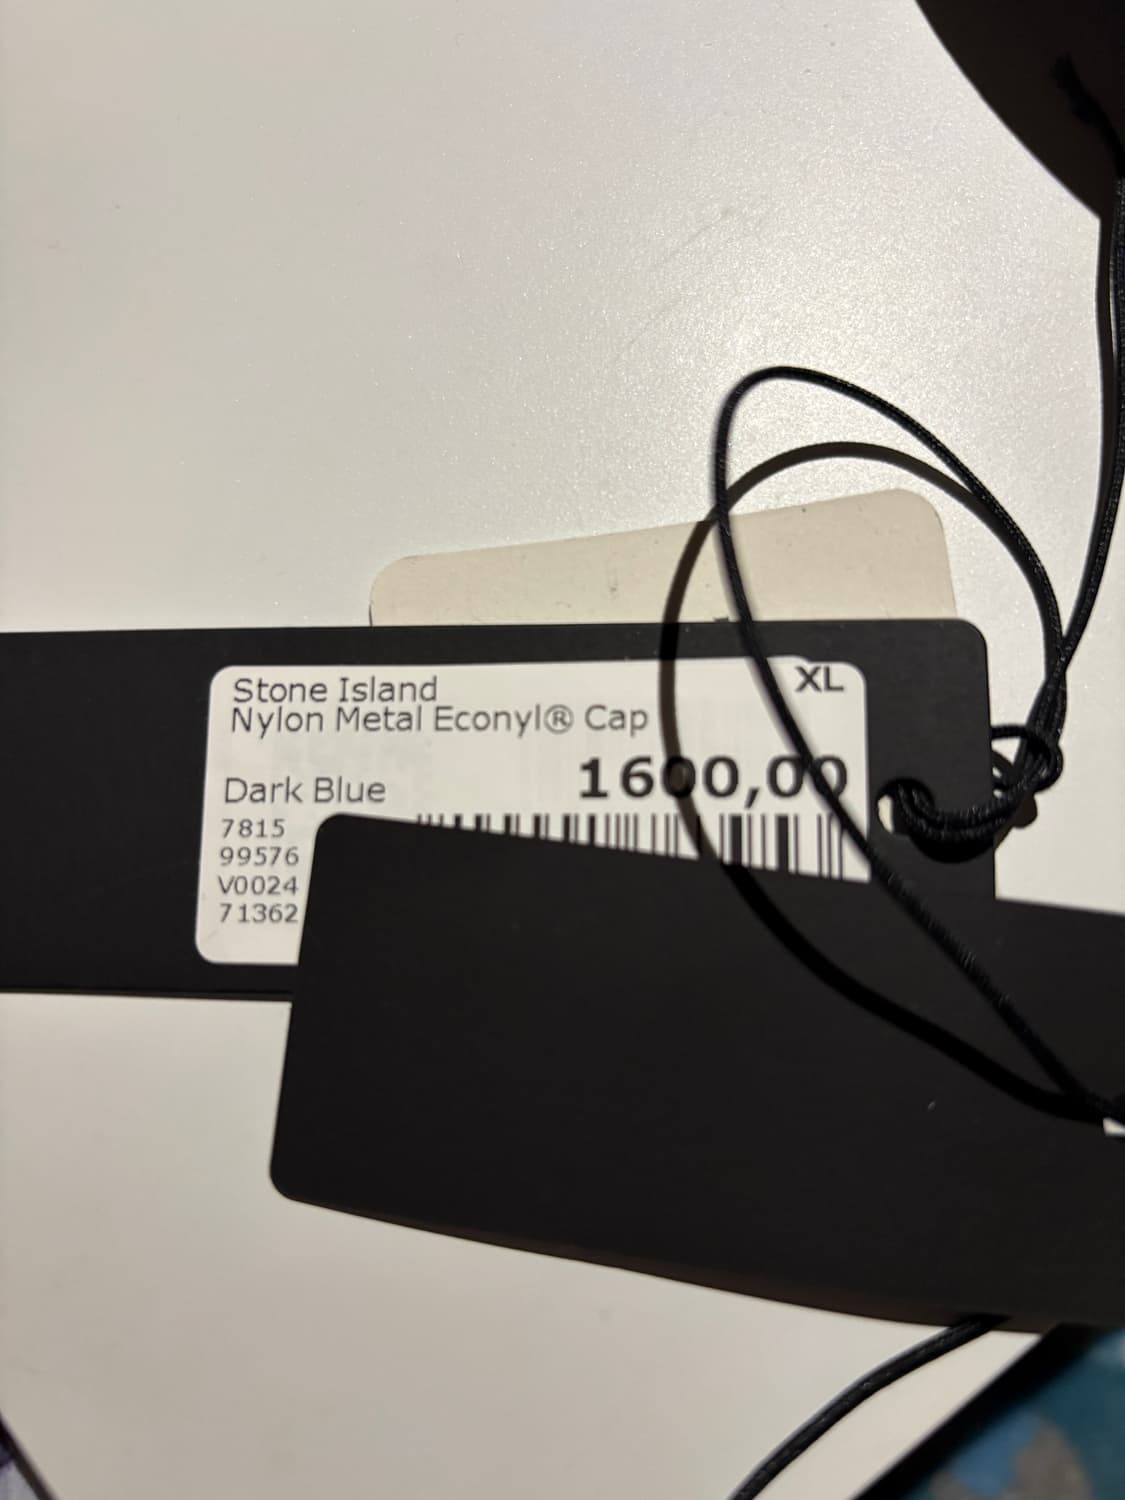 Stone Island
XL
Nylon Metal Econyl® Cap
1600,00
Dark Blue
7815
99576
V0024
71362